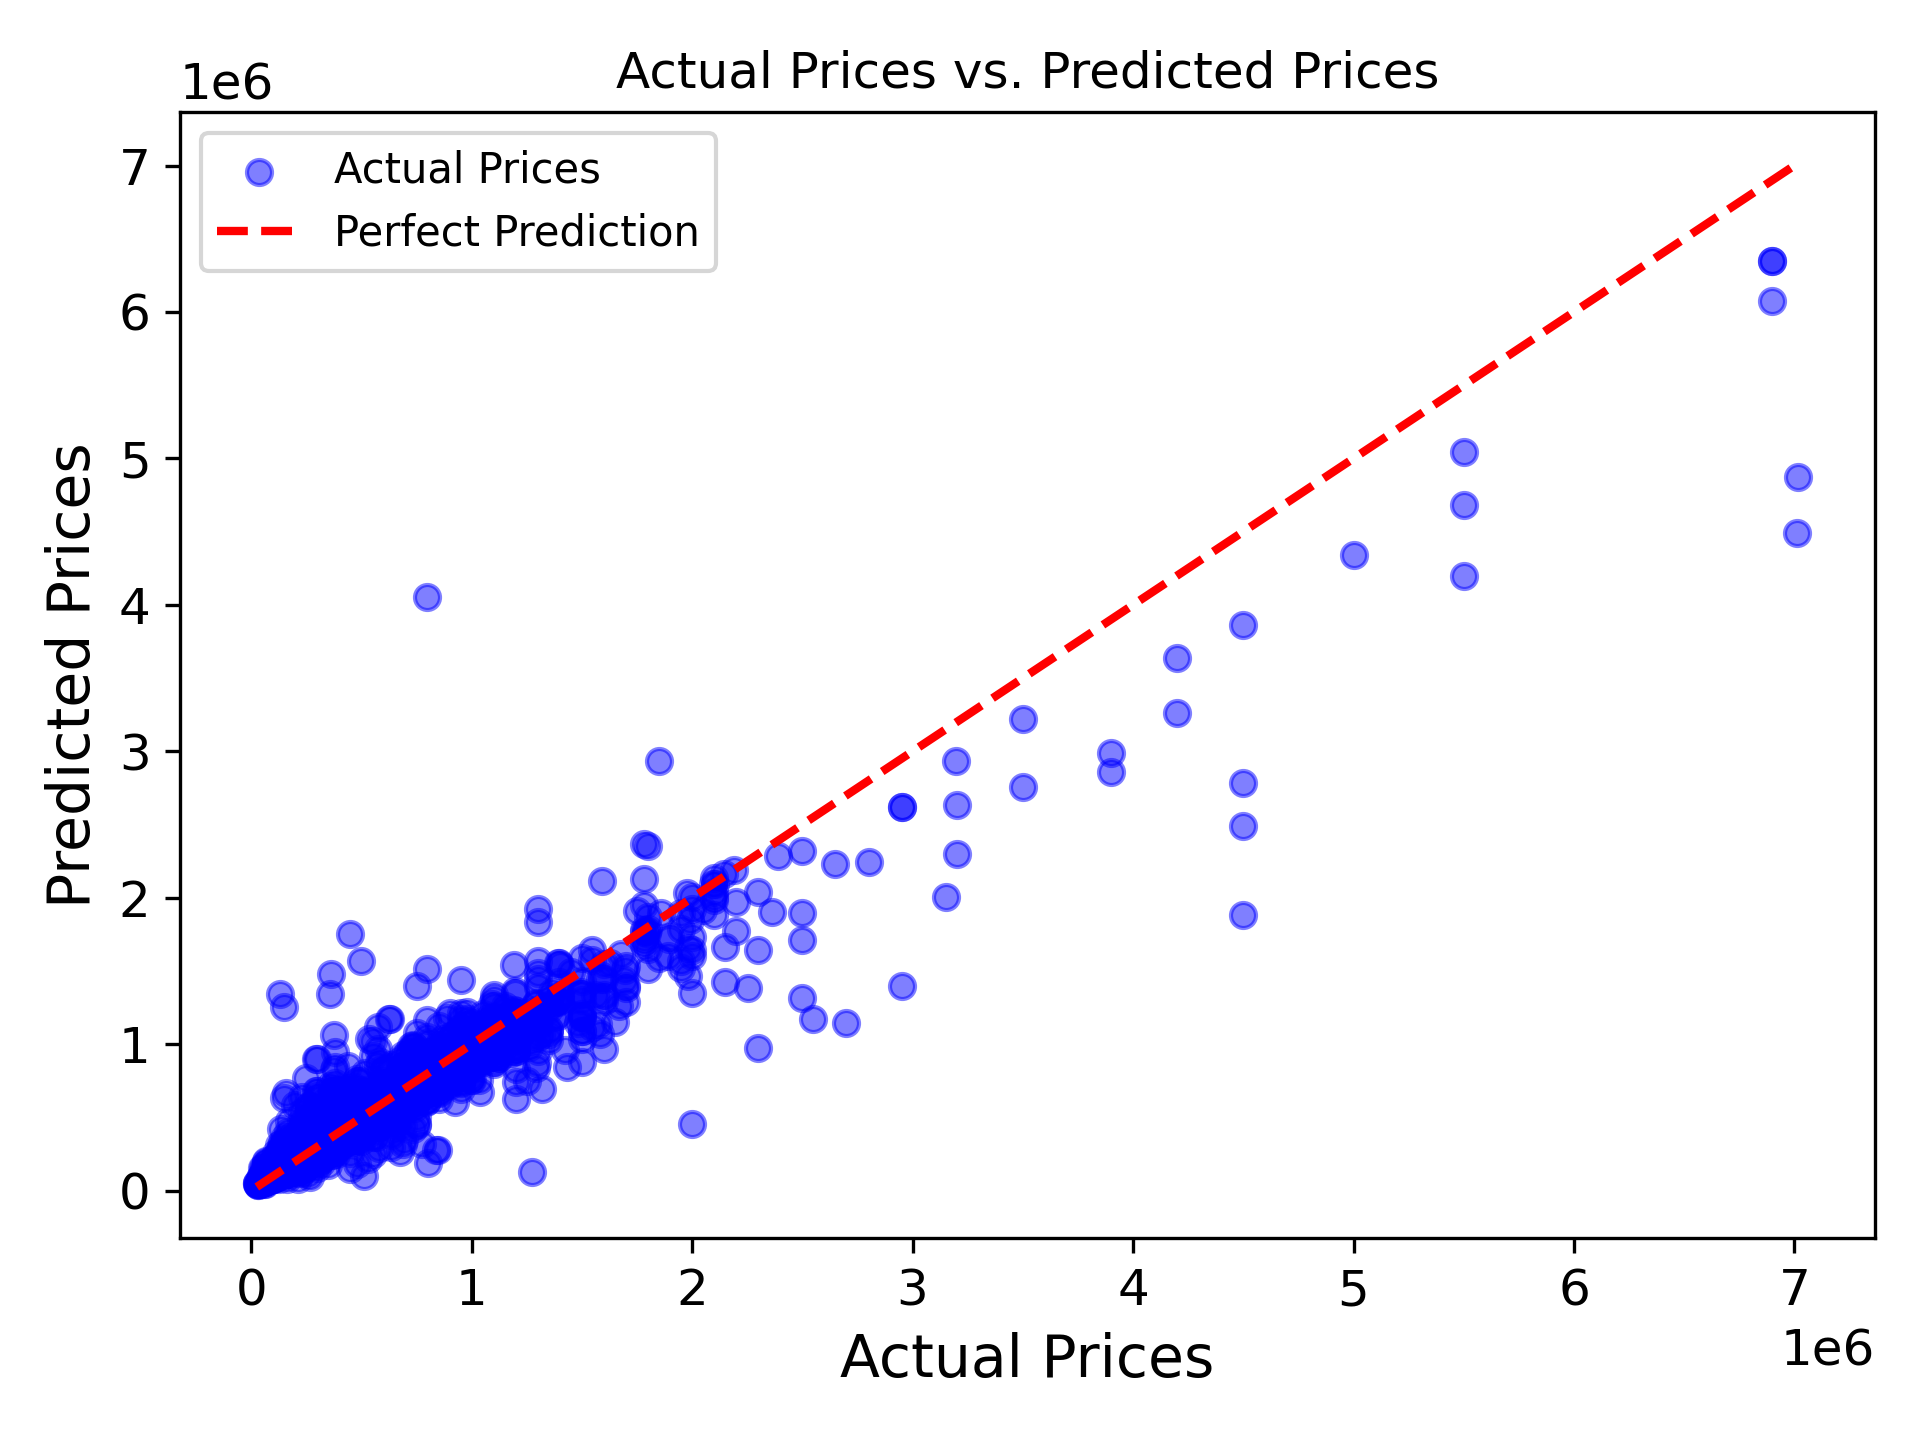 Actual Prices vs. Predicted Prices
1e6
Actual Prices
Perfect Prediction
7
6
5
4
3
2
1
0
Predicted Prices
0 1 2 3 4 5 6 7
1e6
Actual Prices